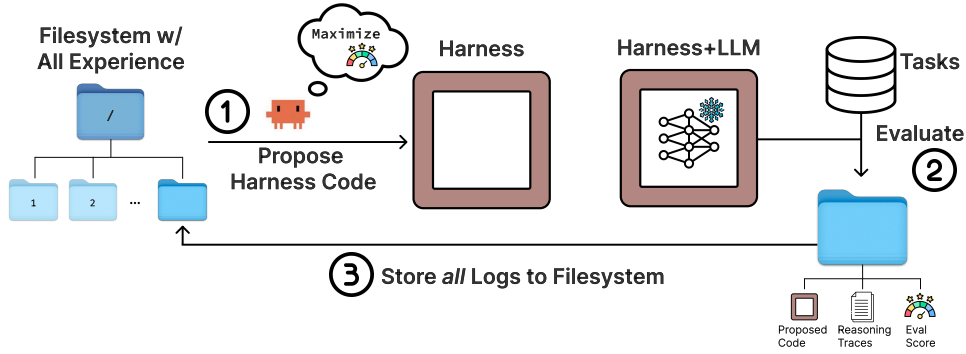 Filesystem w/
All Experience
/
1
2
...
1
Maximize
Propose
Harness Code
Harness
Harness+LLM
Tasks
Evaluate
2
3
Store all Logs to Filesystem
Proposed
Code
Reasoning
Traces
Eval
Score